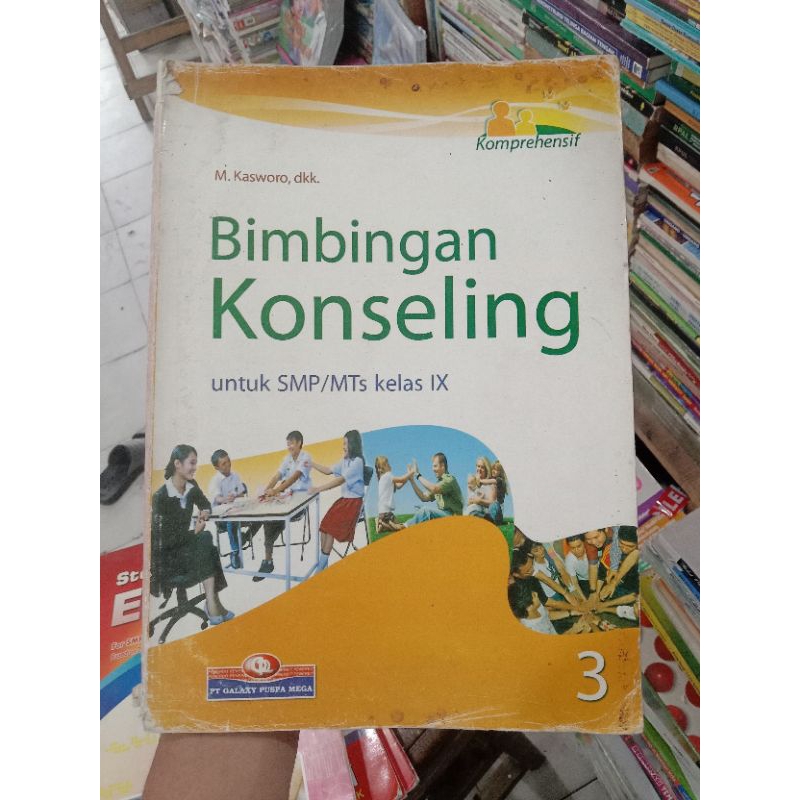 Komprehensif
M. Kasworo, dkk.
Bimbingan
Konseling
untuk SMP/MTs kelas IX
PT GALAXY PUSPA MEGA
3